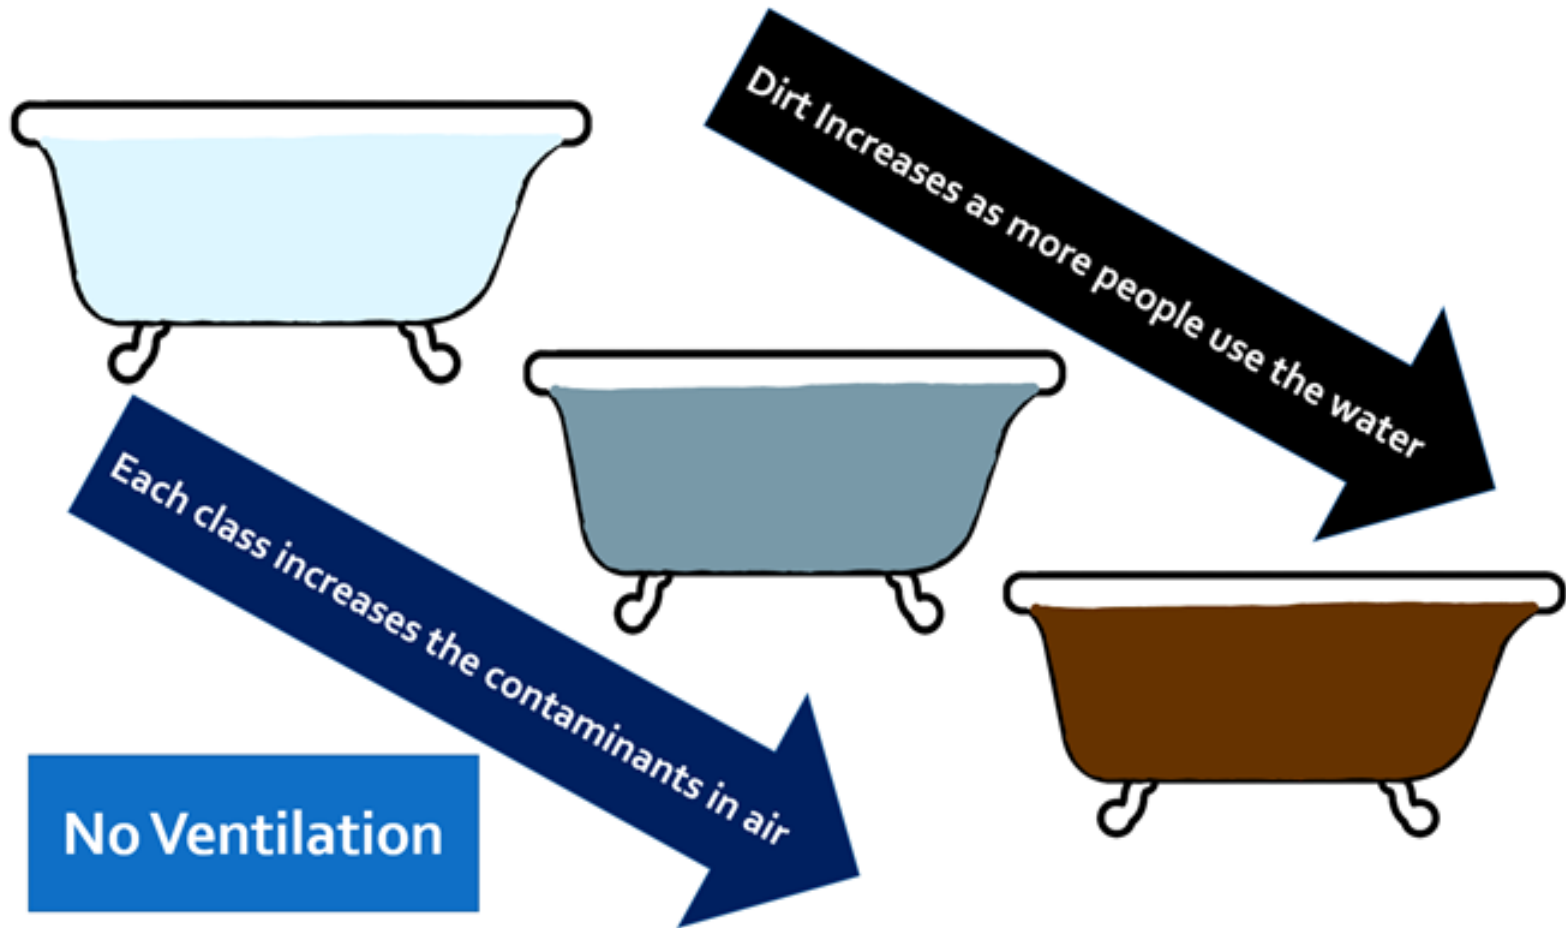 Dirt Increases as more people use the water
Each class increases the contaminants in air
No Ventilation